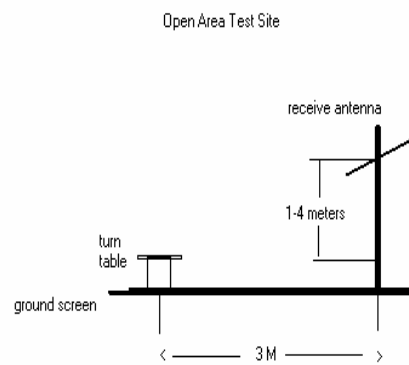 Open Area Test Site
receive antenna
1-4 meters
turn
table
ground screen
3 M